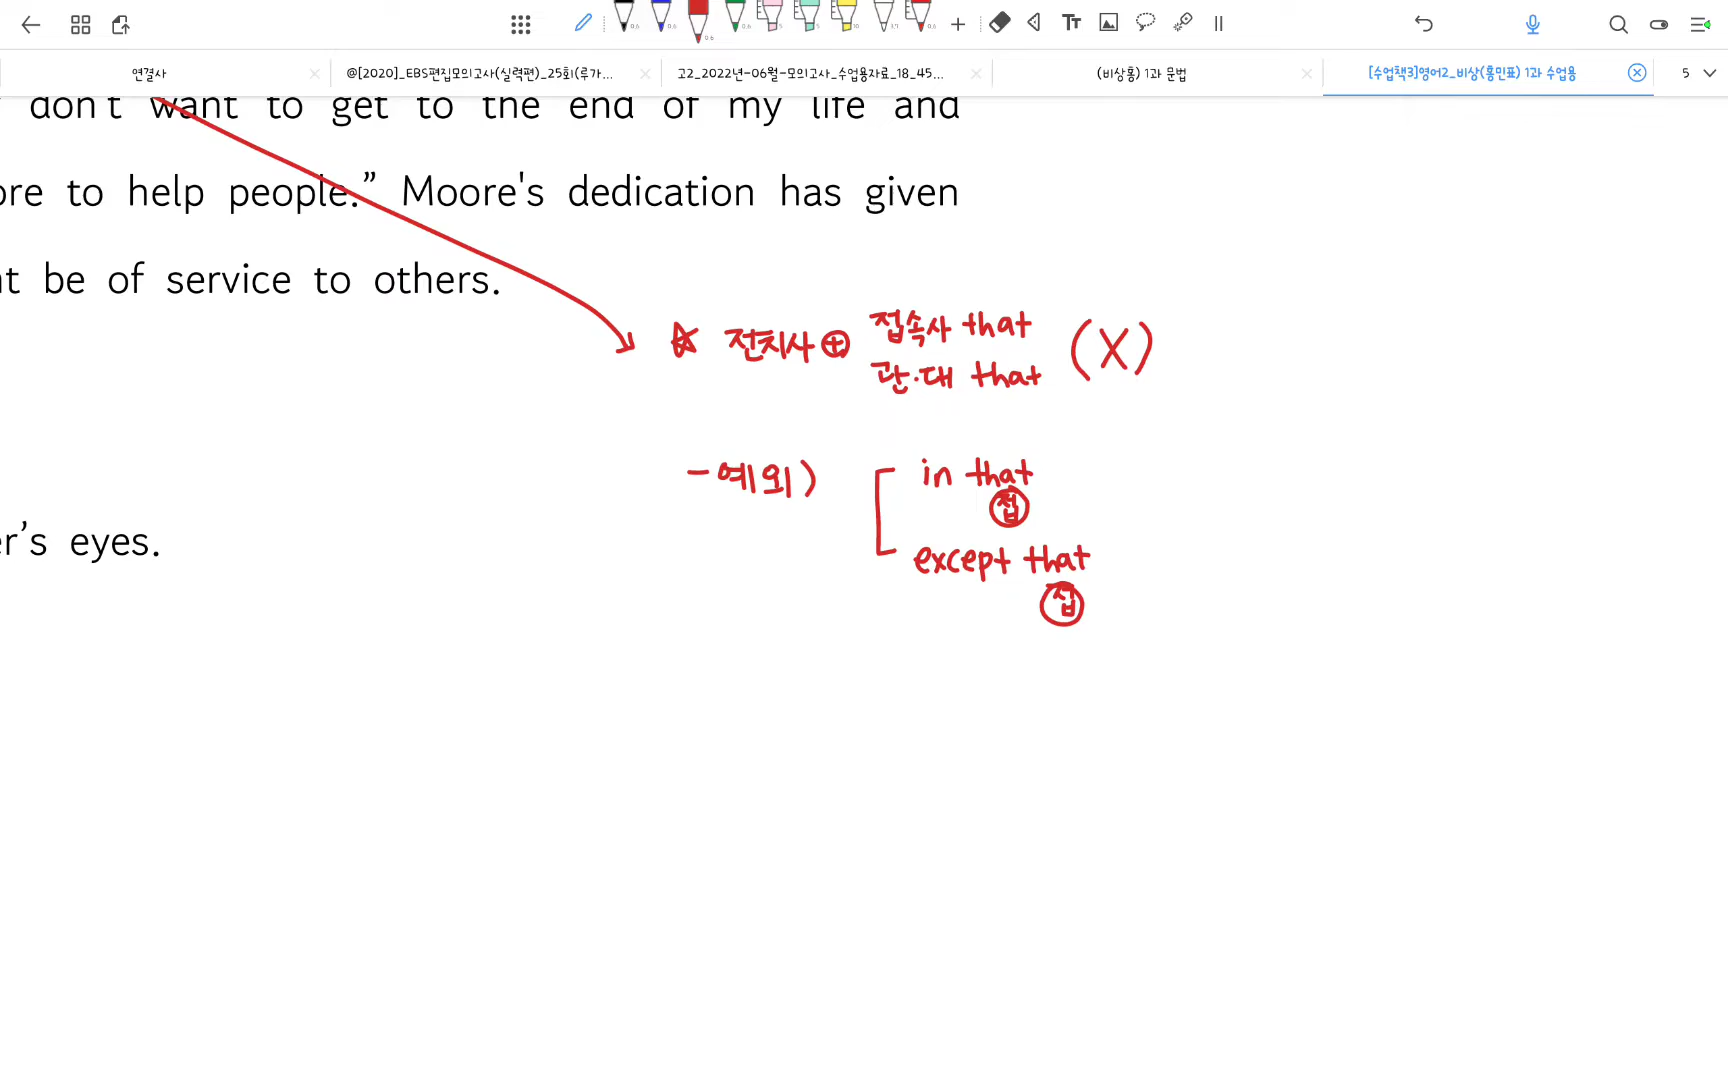 연결사
@[2020]_EBS편집모의고사(실력편)_25회(루가...
고2_2022년-06월-모의고사_수업용자료_18_45...
(비상홍) 1과 문법
[수업책3]영어2_비상(홍민표) 1과 수업용
5
don't want to get to the end of my life and
ore to help people.” Moore's dedication has given
be of service to others.
☆ 전치사 ⊕ 접속사 that
관·대 that (X)
-예외) in that
접
er’s eyes.
except that
접